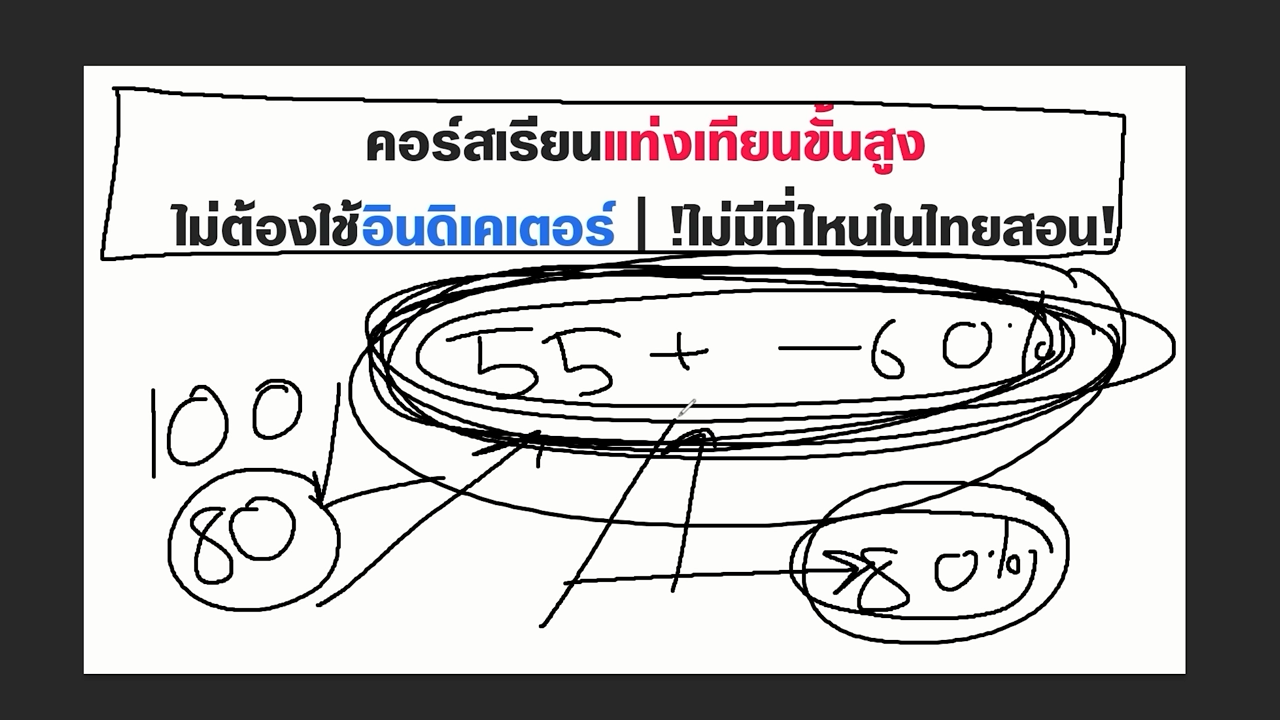 คอร์สเรียนแท่งเทียนขั้นสูง
ไม่ต้องใช้อินดิเคเตอร์ | !ไม่มีที่ไหนในไทยสอน!
55 + — 60%
100
80
80%